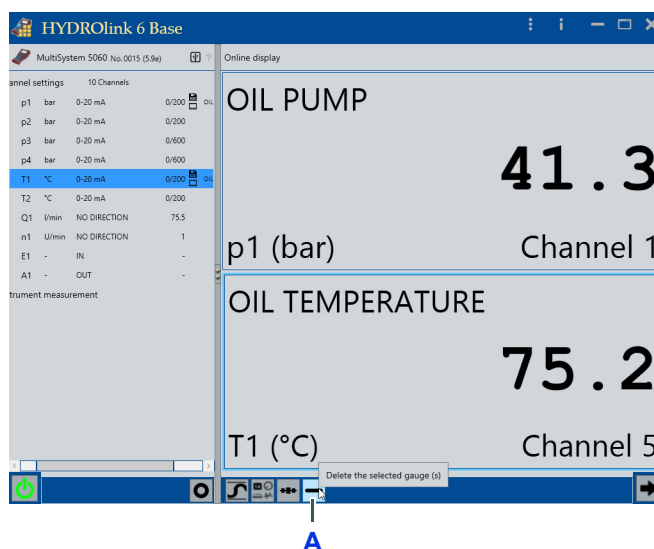 HYDROlink 6 Base
MultiSystem 5060 No. 0015 (5.9e)
?
Online display
annel settings 10 Channels
p1 bar 0-20 mA 0/200 OIL
p2 bar 0-20 mA 0/200
p3 bar 0-20 mA 0/600
p4 bar 0-20 mA 0/600
T1 °C 0-20 mA 0/200 OIL
T2 °C 0-20 mA 0/200
Q1 l/min NO DIRECTION 75.5
n1 U/min NO DIRECTION 1
E1 - IN -
A1 - OUT -
trument measurement
OIL PUMP
41.3
p1 (bar) Channel 1
OIL TEMPERATURE
75.2
T1 (°C) Channel 5
Delete the selected gauge (s)
A